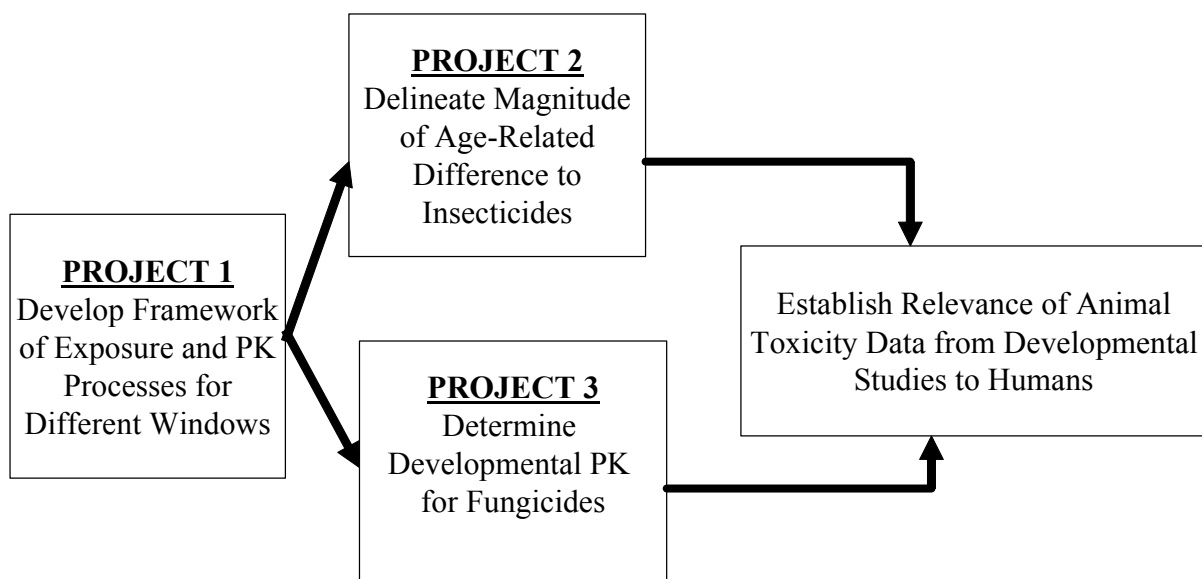 PROJECT 1
Develop Framework
of Exposure and PK
Processes for
Different Windows
PROJECT 2
Delineate Magnitude
of Age-Related
Difference to
Insecticides
PROJECT 3
Determine
Developmental PK
for Fungicides
Establish Relevance of Animal
Toxicity Data from Developmental
Studies to Humans